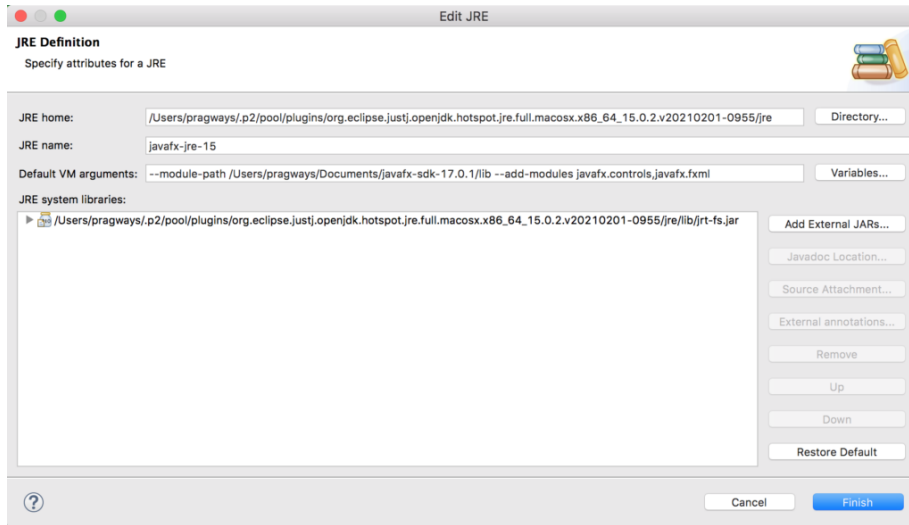 Edit JRE
JRE Definition
Specify attributes for a JRE
JRE home: /Users/pragways/.p2/pool/plugins/org.eclipse.justj.openjdk.hotspot.jre.full.macosx.x86_64_15.0.2.v20210201-0955/jre Directory...
JRE name: javafx-jre-15
Default VM arguments: --module-path /Users/pragways/Documents/javafx-sdk-17.0.1/lib --add-modules javafx.controls,javafx.fxml Variables...
JRE system libraries:
/Users/pragways/.p2/pool/plugins/org.eclipse.justj.openjdk.hotspot.jre.full.macosx.x86_64_15.0.2.v20210201-0955/jre/lib/jrt-fs.jar Add External JARs...
Javadoc Location...
Source Attachment...
External annotations...
Remove
Up
Down
Restore Default
? Cancel Finish